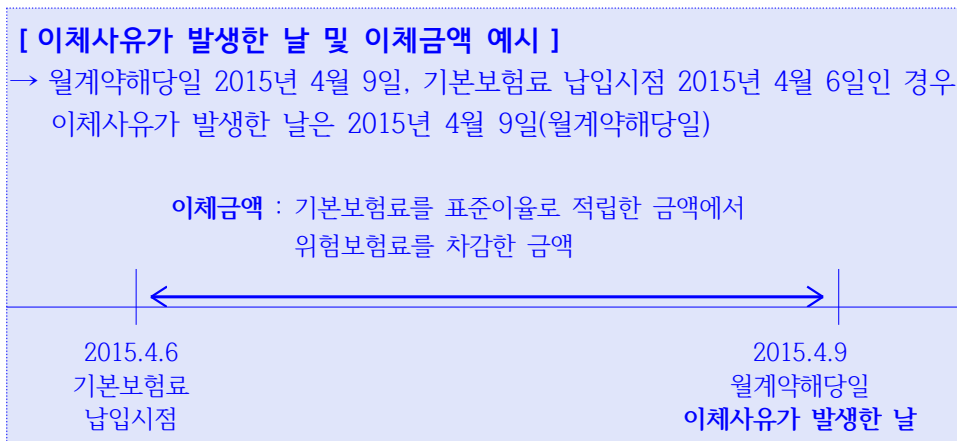 [ 이체사유가 발생한 날 및 이체금액 예시 ]
→ 월계약해당일 2015년 4월 9일, 기본보험료 납입시점 2015년 4월 6일인 경우
이체사유가 발생한 날은 2015년 4월 9일(월계약해당일)
이체금액 : 기본보험료를 표준이율로 적립한 금액에서
위험보험료를 차감한 금액
2015.4.6
기본보험료
납입시점
2015.4.9
월계약해당일
이체사유가 발생한 날